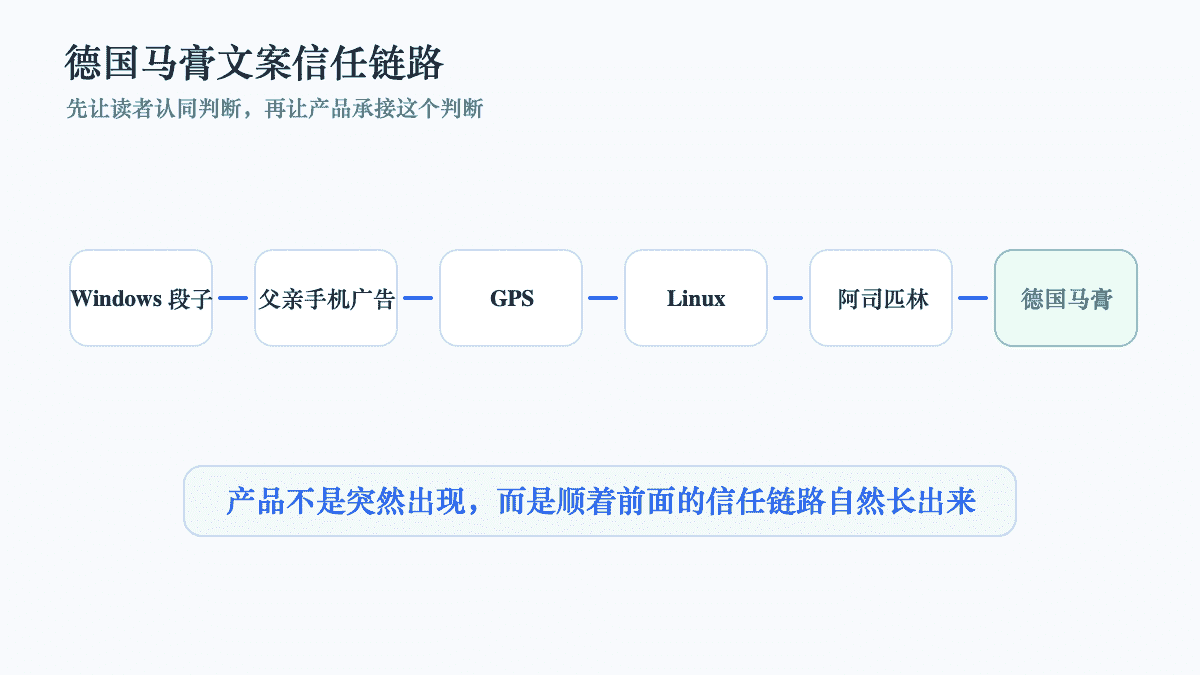 德国马膏文案信任链路
先让读者认同判断，再让产品承接这个判断
Windows 段子
父亲手机广告
GPS
Linux
阿司匹林
德国马膏
产品不是突然出现，而是顺着前面的信任链路自然长出来